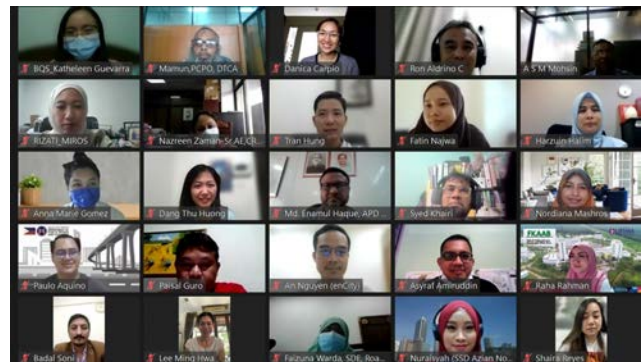 BQS_Katheleen Guevarra
Mamun,PCPO, DTCA
Danica Carpio
Ron Aldrino C
A S M Mohsin
RIZATI_MIROS
Nazreen Zaman-Sr.AE,CR...
Tran Hung
Fatin Najwa
Harzuin Halim
Anna Marie Gomez
Dang Thu Huong
Md. Enamul Haque, APD ...
Syed Khairi
Nordiana Mashros
Paulo Aquino
Paisal Guro
An Nguyen (enCity)
Asyraf Amiruddin
FKAAB
Raha Rahman
Badal Soni
Lee Ming Hwa
Faizuna Warda, SDE, Roa...
Nuraisyah (SSD Azian No...
Shaira Reyes